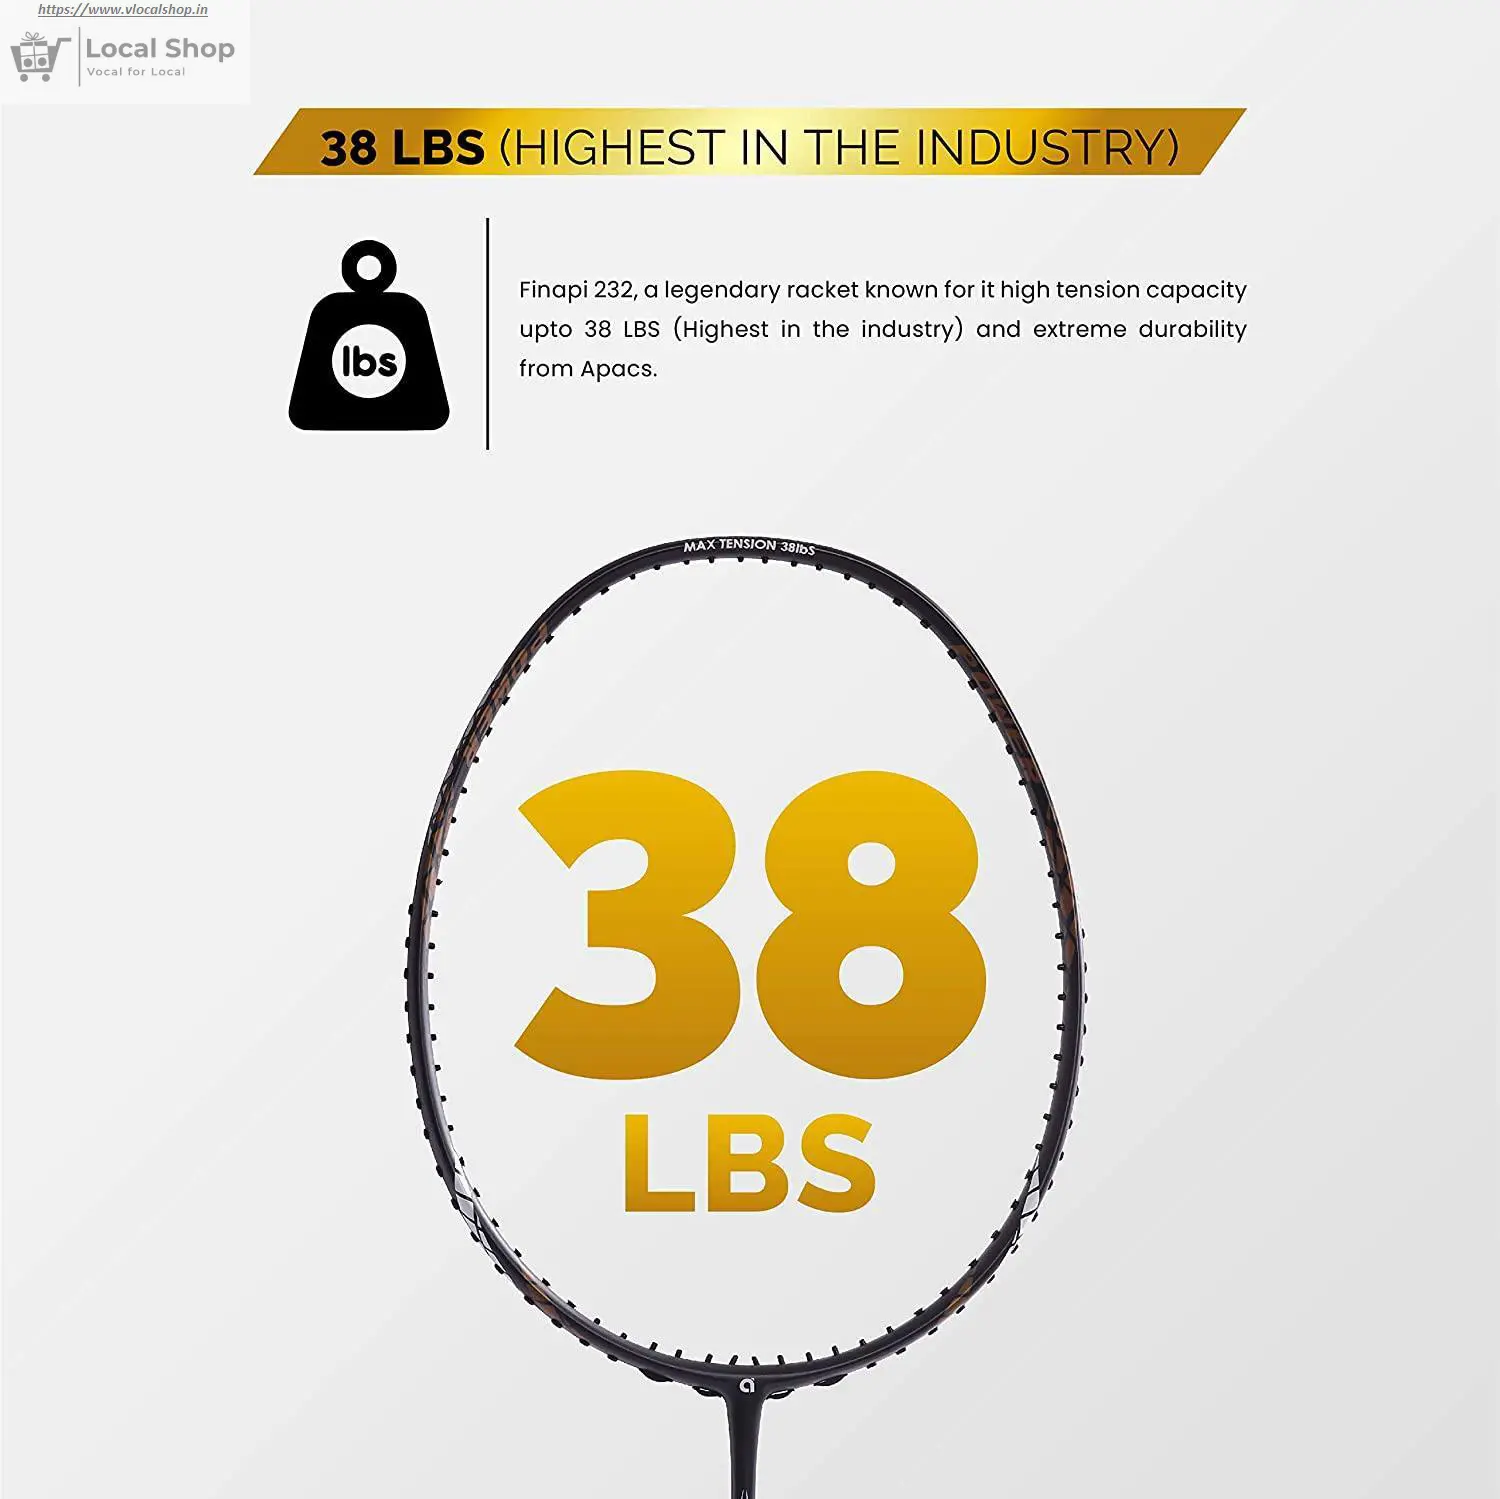 https://www.vlocalshop.in
Local Shop
Vocal for Local
38 LBS (HIGHEST IN THE INDUSTRY)
lbs
Finapi 232, a legendary racket known for it high tension capacity
upto 38 LBS (Highest in the industry) and extreme durability
from Apacs.
MAX TENSION 38lbS
38
LBS